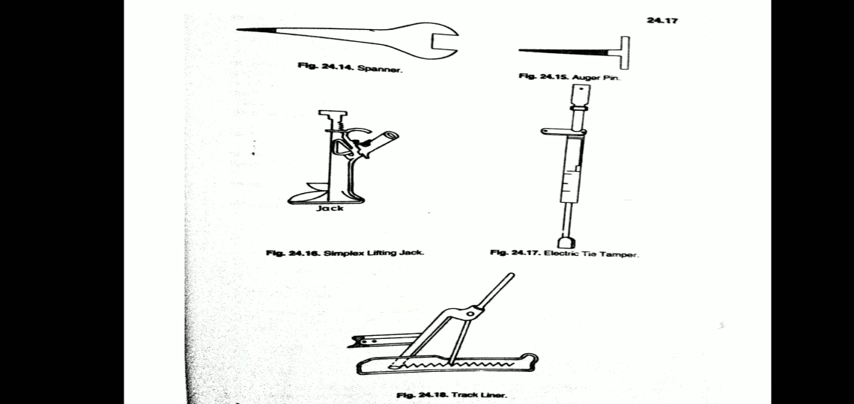 24.17
Fig. 24.14. Spanner.
Fig. 24.15. Auger Pin.
Jack
Fig. 24.16. Simplex Lifting Jack.
Fig. 24.17. Electric Tie Tamper.
Fig. 24.18. Track Liner.